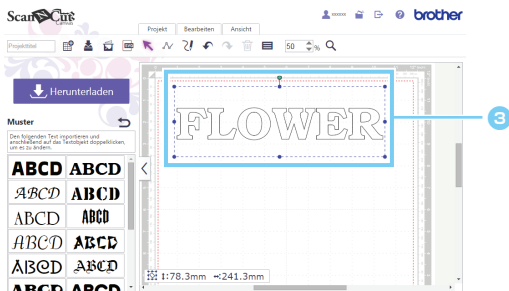 ScanNCut
Canvas
brother
Projekt Bearbeiten Ansicht
Projekttitel
50 %
Herunterladen
Muster
Den folgenden Text importieren und
anschließend auf das Textobjekt doppelklicken,
um es zu ändern.
ABCD ABCD
ABCD ABCD
ABCD ABCD
ABCD ABCD
ABCD ABCD
ABCD ABCD
FLOWER
3
↕:78.3mm ↔:241.3mm